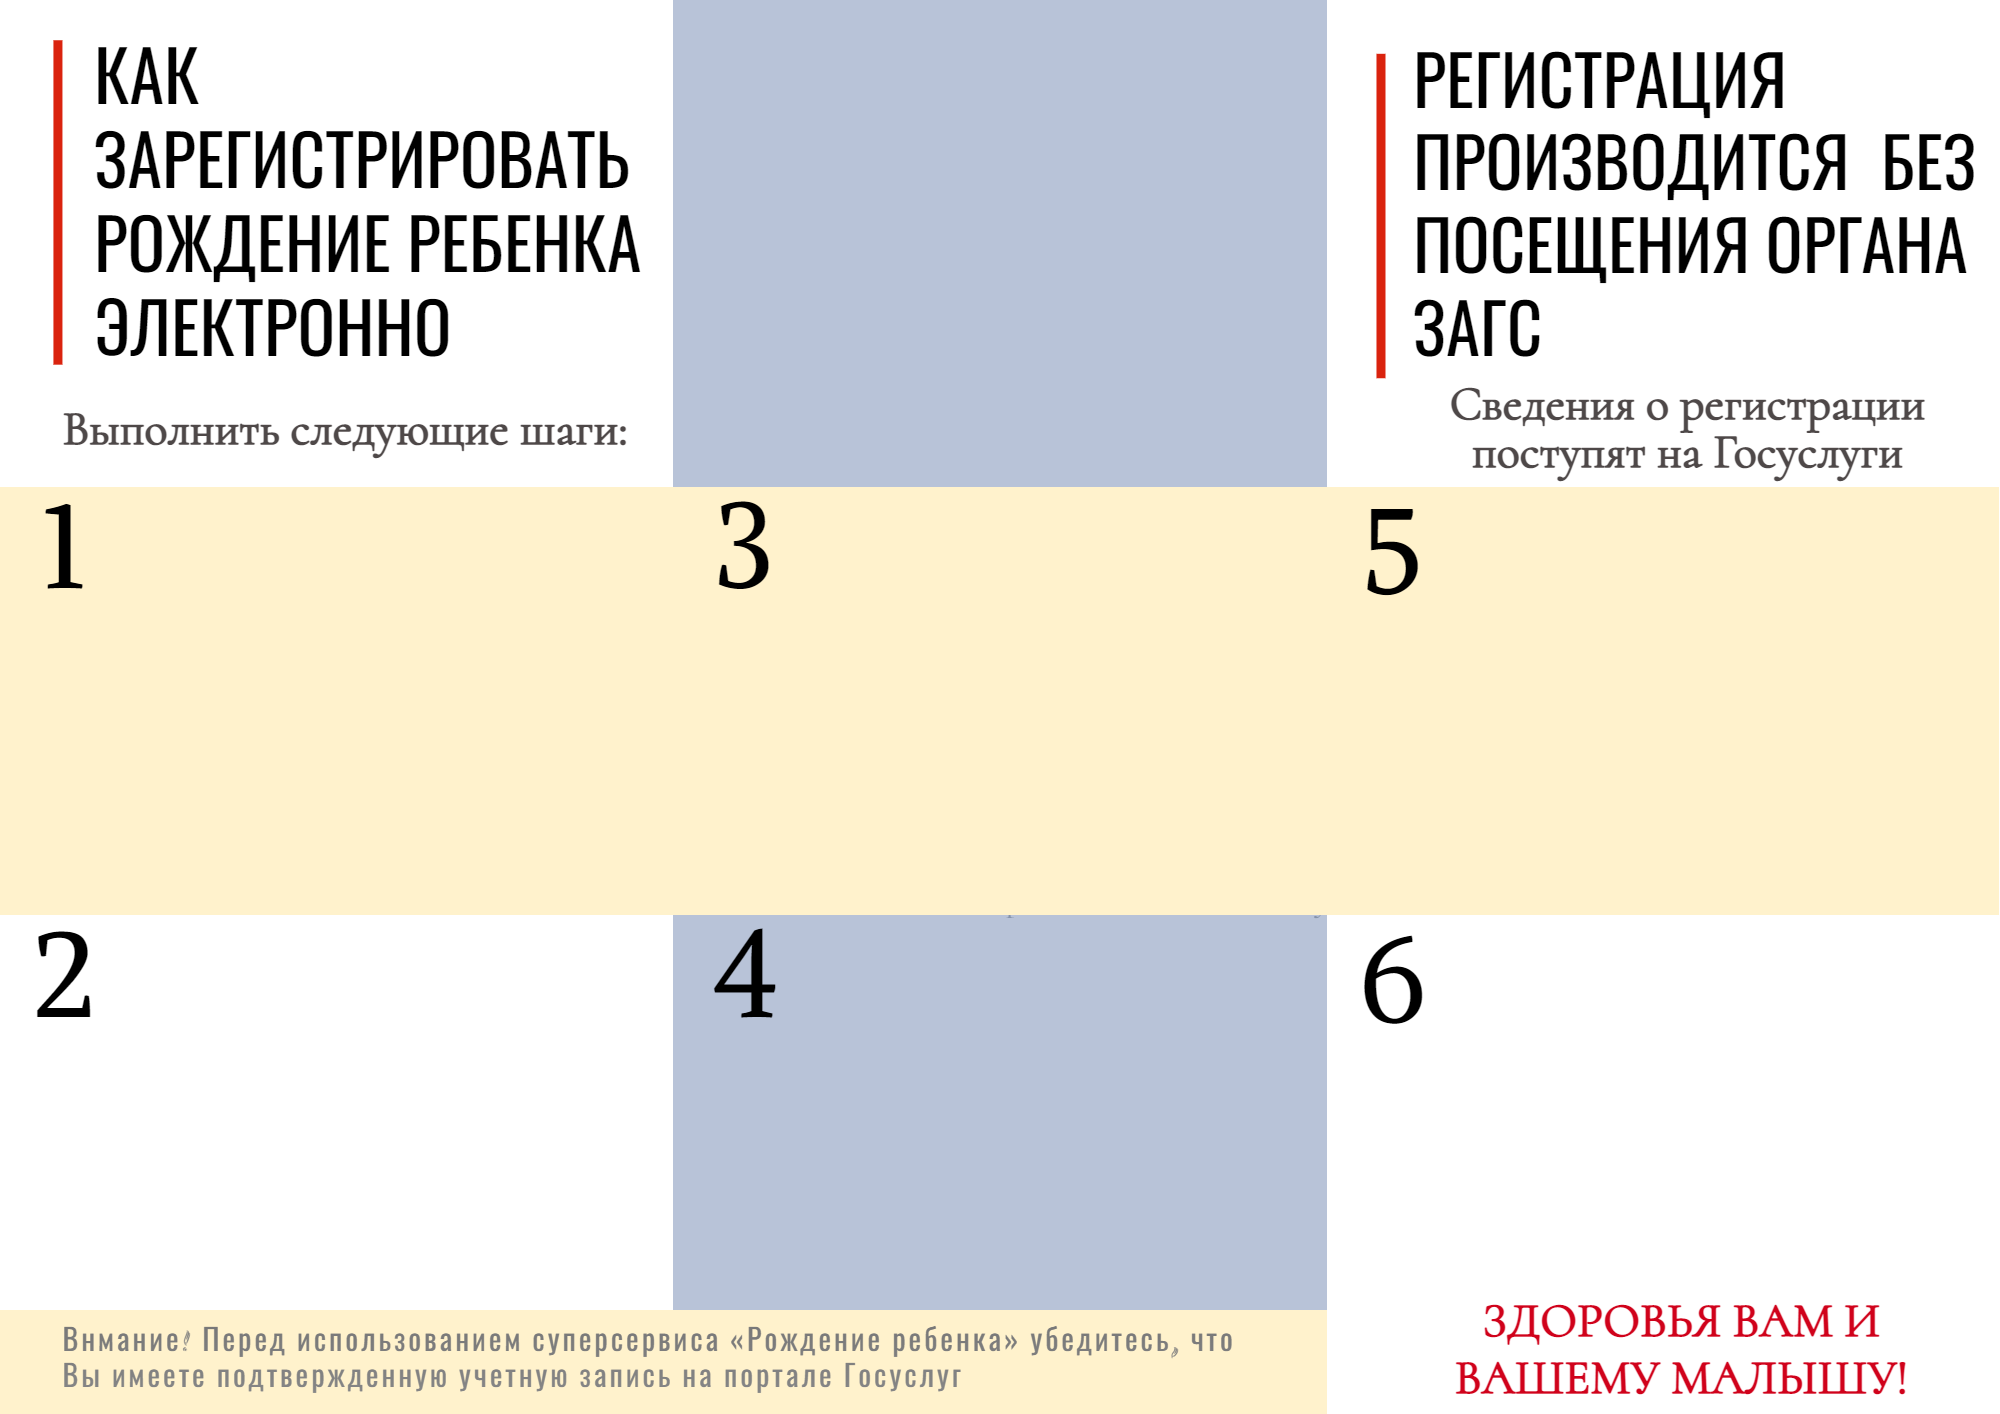 КАК
ЗАРЕГИСТРИРОВАТЬ
РОЖДЕНИЕ РЕБЕНКА
ЭЛЕКТРОННО
Выполнить следующие шаги:
1
2
3
4
Внмание! Перед использованием суперсервиса «Рождение ребенка» убедитесь, что
Вы имеете подтвержденную учетную запись на портале Госуслуг
РЕГИСТРАЦИЯ
ПРОИЗВОДИТСЯ БЕЗ
ПОСЕЩЕНИЯ ОРГАНА
ЗАГС
Сведения о регистрации
поступят на Госуслуги
5
6
ЗДОРОВЬЯ ВАМ И
ВАШЕМУ МАЛЫШУ!